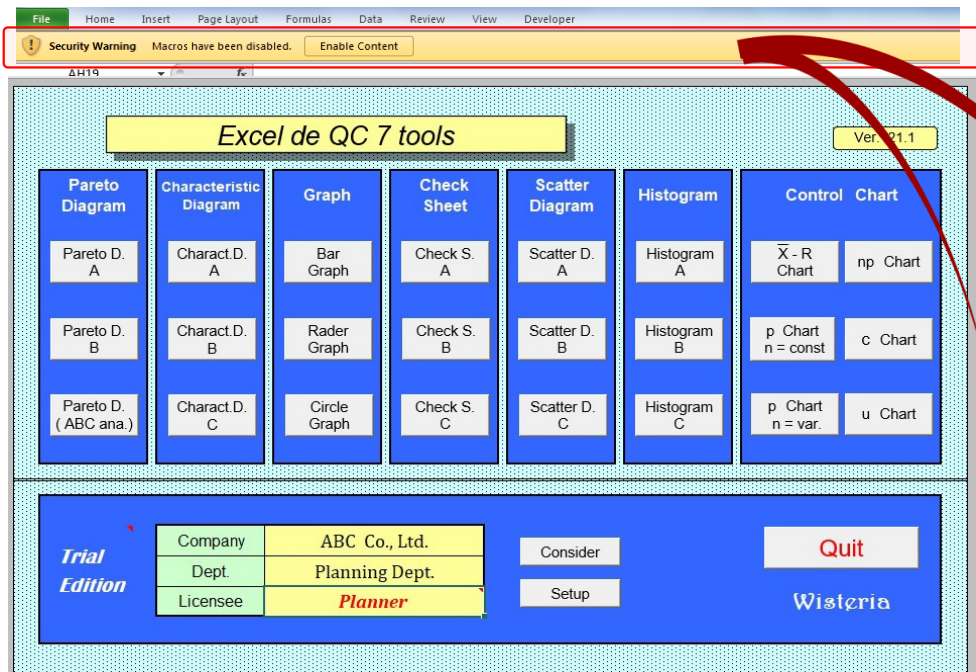 File Home Insert Page Layout Formulas Data Review View Developer
Security Warning Macros have been disabled. Enable Content
AH19 fx
Excel de QC 7 tools
Ver. 21.1
Pareto
Diagram
Characteristic
Diagram
Graph
Check
Sheet
Scatter
Diagram
Histogram
Control Chart
Pareto D.
A
Charact.D.
A
Bar
Graph
Check S.
A
Scatter D.
A
Histogram
A
X̅ - R
Chart
np Chart
Pareto D.
B
Charact.D.
B
Rader
Graph
Check S.
B
Scatter D.
B
Histogram
B
p Chart
n = const
c Chart
Pareto D.
( ABC ana.)
Charact.D.
C
Circle
Graph
Check S.
C
Scatter D.
C
Histogram
C
p Chart
n = var.
u Chart
Trial
Edition
Company ABC Co., Ltd.
Dept. Planning Dept.
Licensee Planner
Consider
Setup
Quit
Wisteria